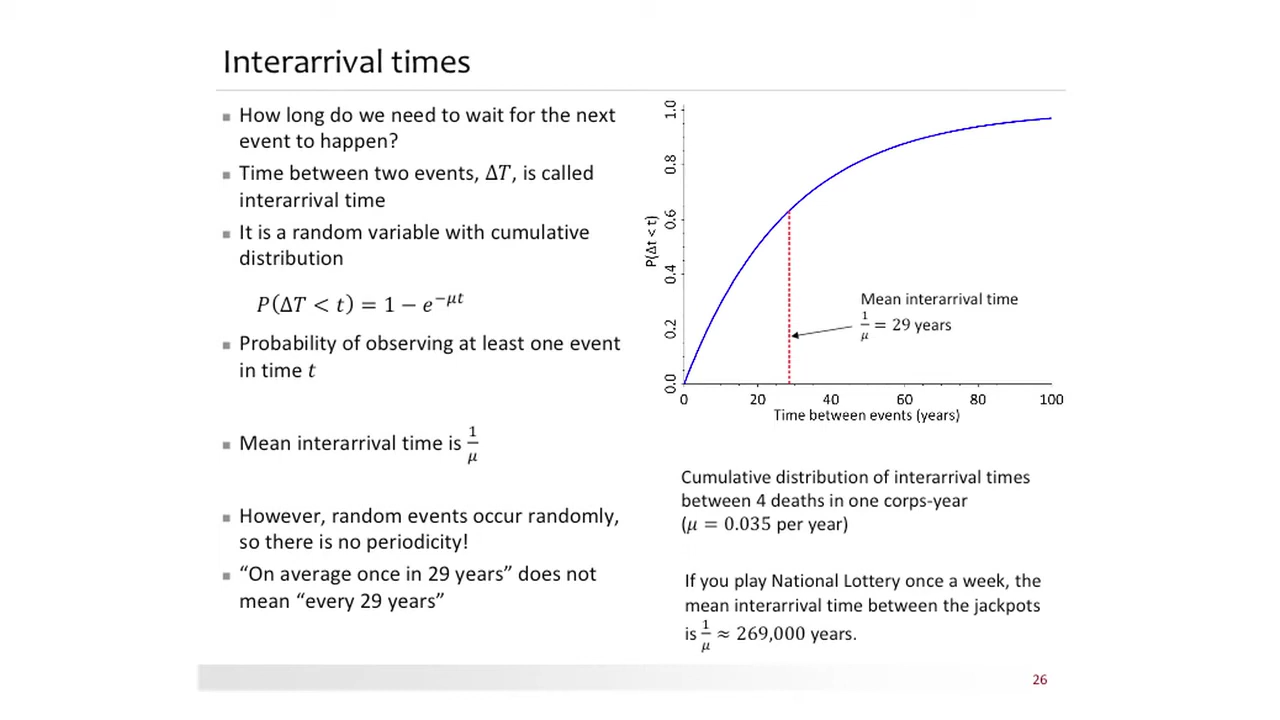 Interarrival times
How long do we need to wait for the next
event to happen?
Time between two events, Δ𝑇, is called
interarrival time
It is a random variable with cumulative
distribution
𝑃(Δ𝑇 < 𝑡) = 1 − 𝑒^{−𝜇𝑡}
Probability of observing at least one event
in time 𝑡
Mean interarrival time is 1/𝜇
However, random events occur randomly,
so there is no periodicity!
“On average once in 29 years” does not
mean “every 29 years”
P(Δt < t)
1.0
0.8
0.6
0.4
0.2
0.0
Mean interarrival time
1/𝜇 = 29 years
0 20 40 60 80 100
Time between events (years)
Cumulative distribution of interarrival times
between 4 deaths in one corps-year
(𝜇 = 0.035 per year)
If you play National Lottery once a week, the
mean interarrival time between the jackpots
is 1/𝜇 ≈ 269,000 years.
26